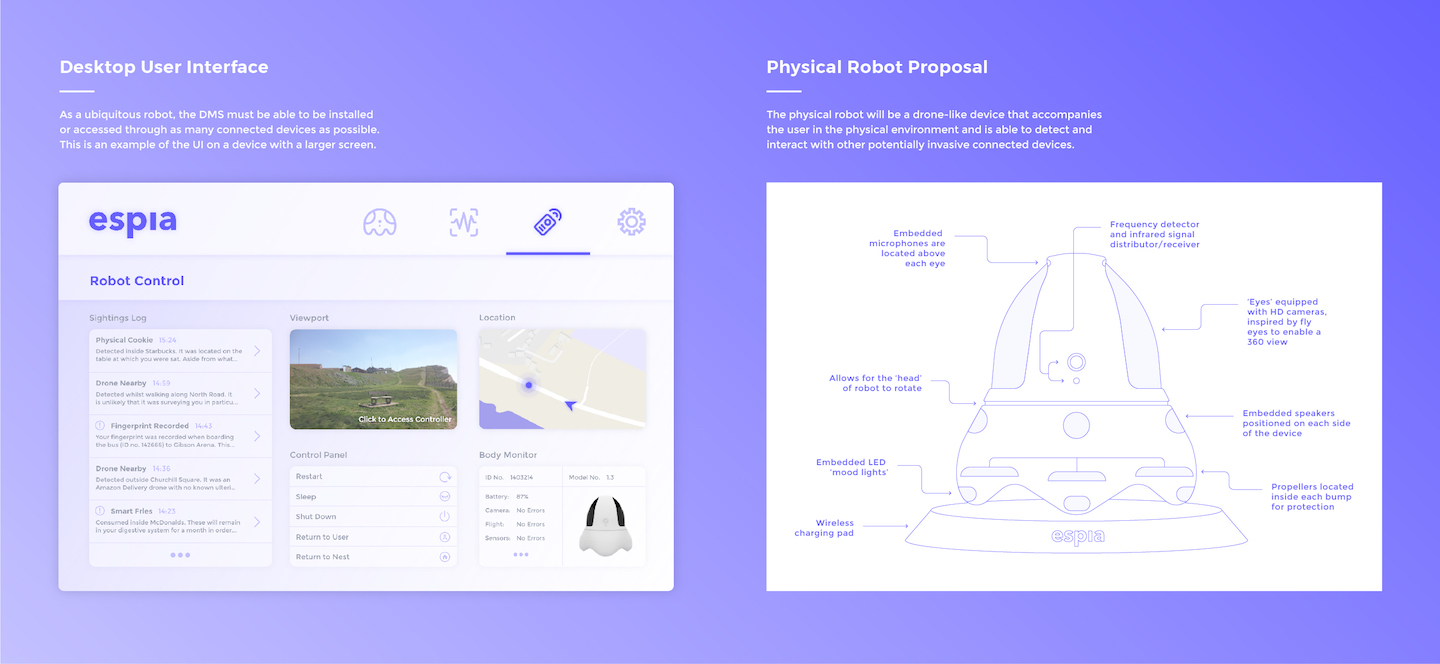 Desktop User Interface
As a ubiquitous robot, the DMS must be able to be installed
or accessed through as many connected devices as possible.
This is an example of the UI on a device with a larger screen.
espia
Robot Control
Sightings Log
Physical Cookie 15:24
Detected inside Starbucks. It was located on the
table at which you were sat. Aside from what...
Drone Nearby 14:59
Detected whilst walking along North Road. It
is unlikely that it was surveying you in particu...
Fingerprint Recorded 14:43
Your fingerprint was recorded when boarding
the bus (ID no. 142665) to Gibson Arena. This...
Drone Nearby 14:36
Detected outside Churchill Square. It was an
Amazon Delivery drone with no known ulteri...
Smart Fries 14:23
Consumed inside McDonalds. These will remain
in your digestive system for a month in order...
Viewport
Click to Access Controller
Location
Control Panel
Restart
Sleep
Shut Down
Return to User
Return to Nest
Body Monitor
ID No. 1403214
Model No. 1.3
Battery: 87%
Camera: No Errors
Flight: No Errors
Sensors: No Errors
Physical Robot Proposal
The physical robot will be a drone-like device that accompanies
the user in the physical environment and is able to detect and
interact with other potentially invasive connected devices.
Embedded
microphones are
located above
each eye
Frequency detector
and infrared signal
distributor/receiver
'Eyes' equipped
with HD cameras,
inspired by fly
eyes to enable a
360 view
Allows for the 'head'
of robot to rotate
Embedded speakers
positioned on each side
of the device
Embedded LED
'mood lights'
Propellers located
inside each bump
for protection
Wireless
charging pad
espia